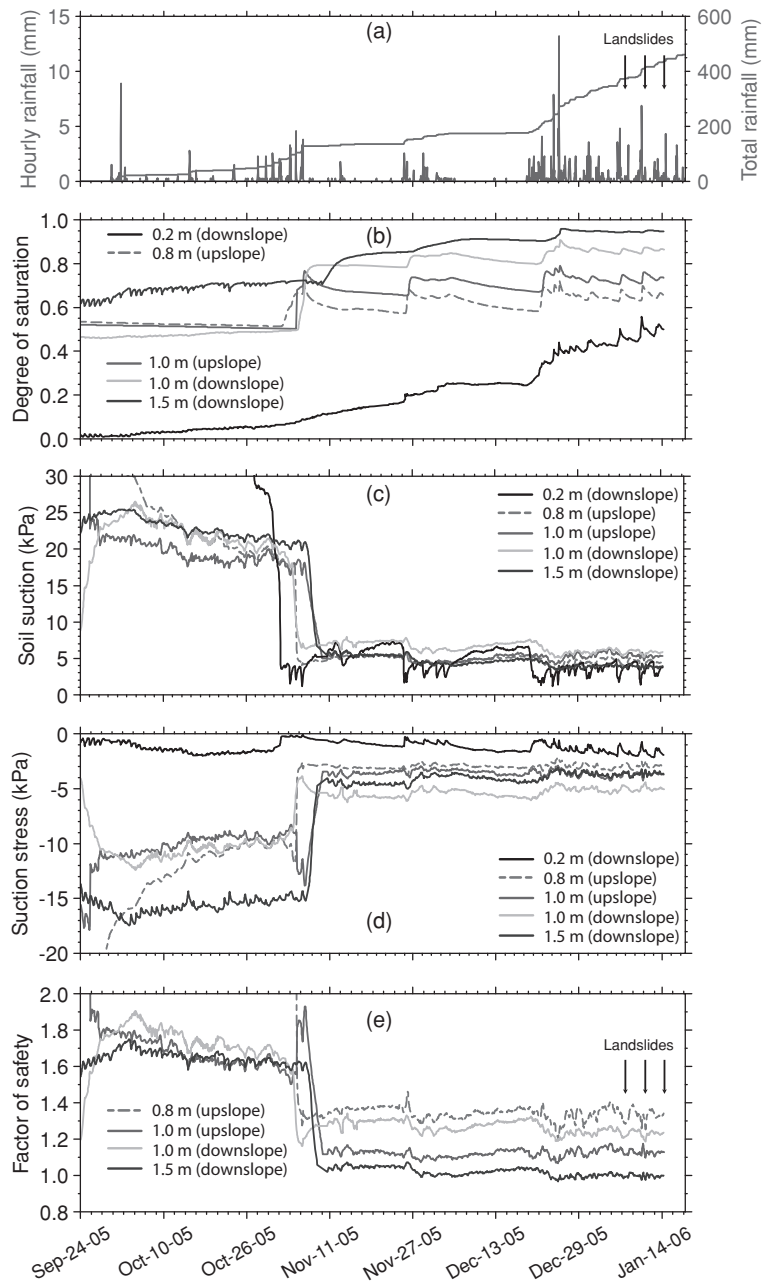 (a)
Hourly rainfall (mm)
15
10
5
0
Landslides
600
400
200
0
Total rainfall (mm)
(b)
Degree of saturation
1.0
0.8
0.6
0.4
0.2
0.0
0.2 m (downslope)
0.8 m (upslope)
1.0 m (upslope)
1.0 m (downslope)
1.5 m (downslope)
(c)
Soil suction (kPa)
30
25
20
15
10
5
0
0.2 m (downslope)
0.8 m (upslope)
1.0 m (upslope)
1.0 m (downslope)
1.5 m (downslope)
Suction stress (kPa)
0
-5
-10
-15
-20
0.2 m (downslope)
0.8 m (upslope)
1.0 m (upslope)
1.0 m (downslope)
1.5 m (downslope)
(d)
(e)
Factor of safety
2.0
1.8
1.6
1.4
1.2
1.0
0.8
Landslides
0.8 m (upslope)
1.0 m (upslope)
1.0 m (downslope)
1.5 m (downslope)
Sep-24-05
Oct-10-05
Oct-26-05
Nov-11-05
Nov-27-05
Dec-13-05
Dec-29-05
Jan-14-06